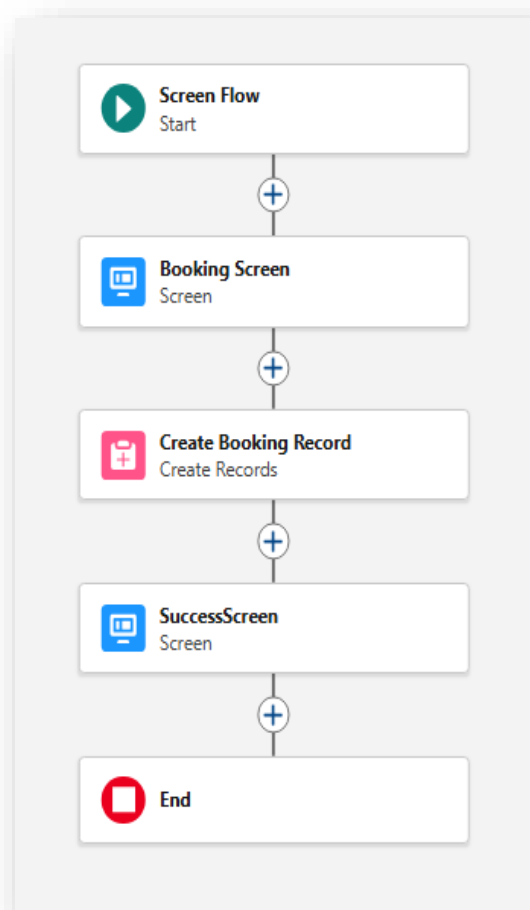 Screen Flow
Start
Booking Screen
Screen
Create Booking Record
Create Records
SuccessScreen
Screen
End